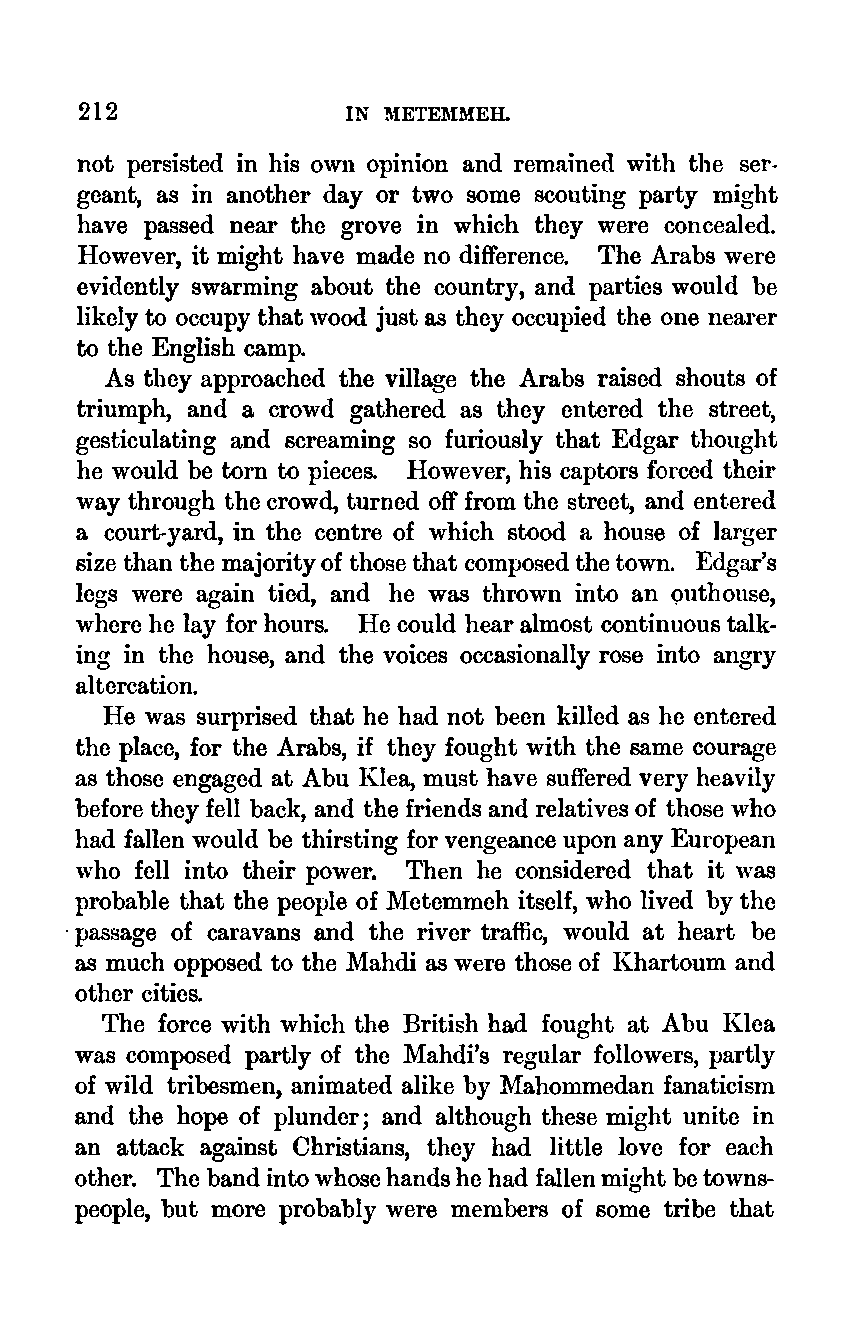 212 IN METEMMEH.
not persisted in his own opinion and remained with the ser-
geant, as in another day or two some scouting party might
have passed near the grove in which they were concealed.
However, it might have made no difference. The Arabs were
evidently swarming about the country, and parties would be
likely to occupy that wood just as they occupied the one nearer
to the English camp.
As they approached the village the Arabs raised shouts of
triumph, and a crowd gathered as they entered the street,
gesticulating and screaming so furiously that Edgar thought
he would be torn to pieces. However, his captors forced their
way through the crowd, turned off from the street, and entered
a court-yard, in the centre of which stood a house of larger
size than the majority of those that composed the town. Edgar's
legs were again tied, and he was thrown into an outhouse,
where he lay for hours. He could hear almost continuous talk-
ing in the house, and the voices occasionally rose into angry
altercation.
He was surprised that he had not been killed as he entered
the place, for the Arabs, if they fought with the same courage
as those engaged at Abu Klea, must have suffered very heavily
before they fell back, and the friends and relatives of those who
had fallen would be thirsting for vengeance upon any European
who fell into their power. Then he considered that it was
probable that the people of Metemmeh itself, who lived by the
passage of caravans and the river traffic, would at heart be
as much opposed to the Mahdi as were those of Khartoum and
other cities.
The force with which the British had fought at Abu Klea
was composed partly of the Mahdi's regular followers, partly
of wild tribesmen, animated alike by Mahommedan fanaticism
and the hope of plunder; and although these might unite in
an attack against Christians, they had little love for each
other. The band into whose hands he had fallen might be towns-
people, but more probably were members of some tribe that